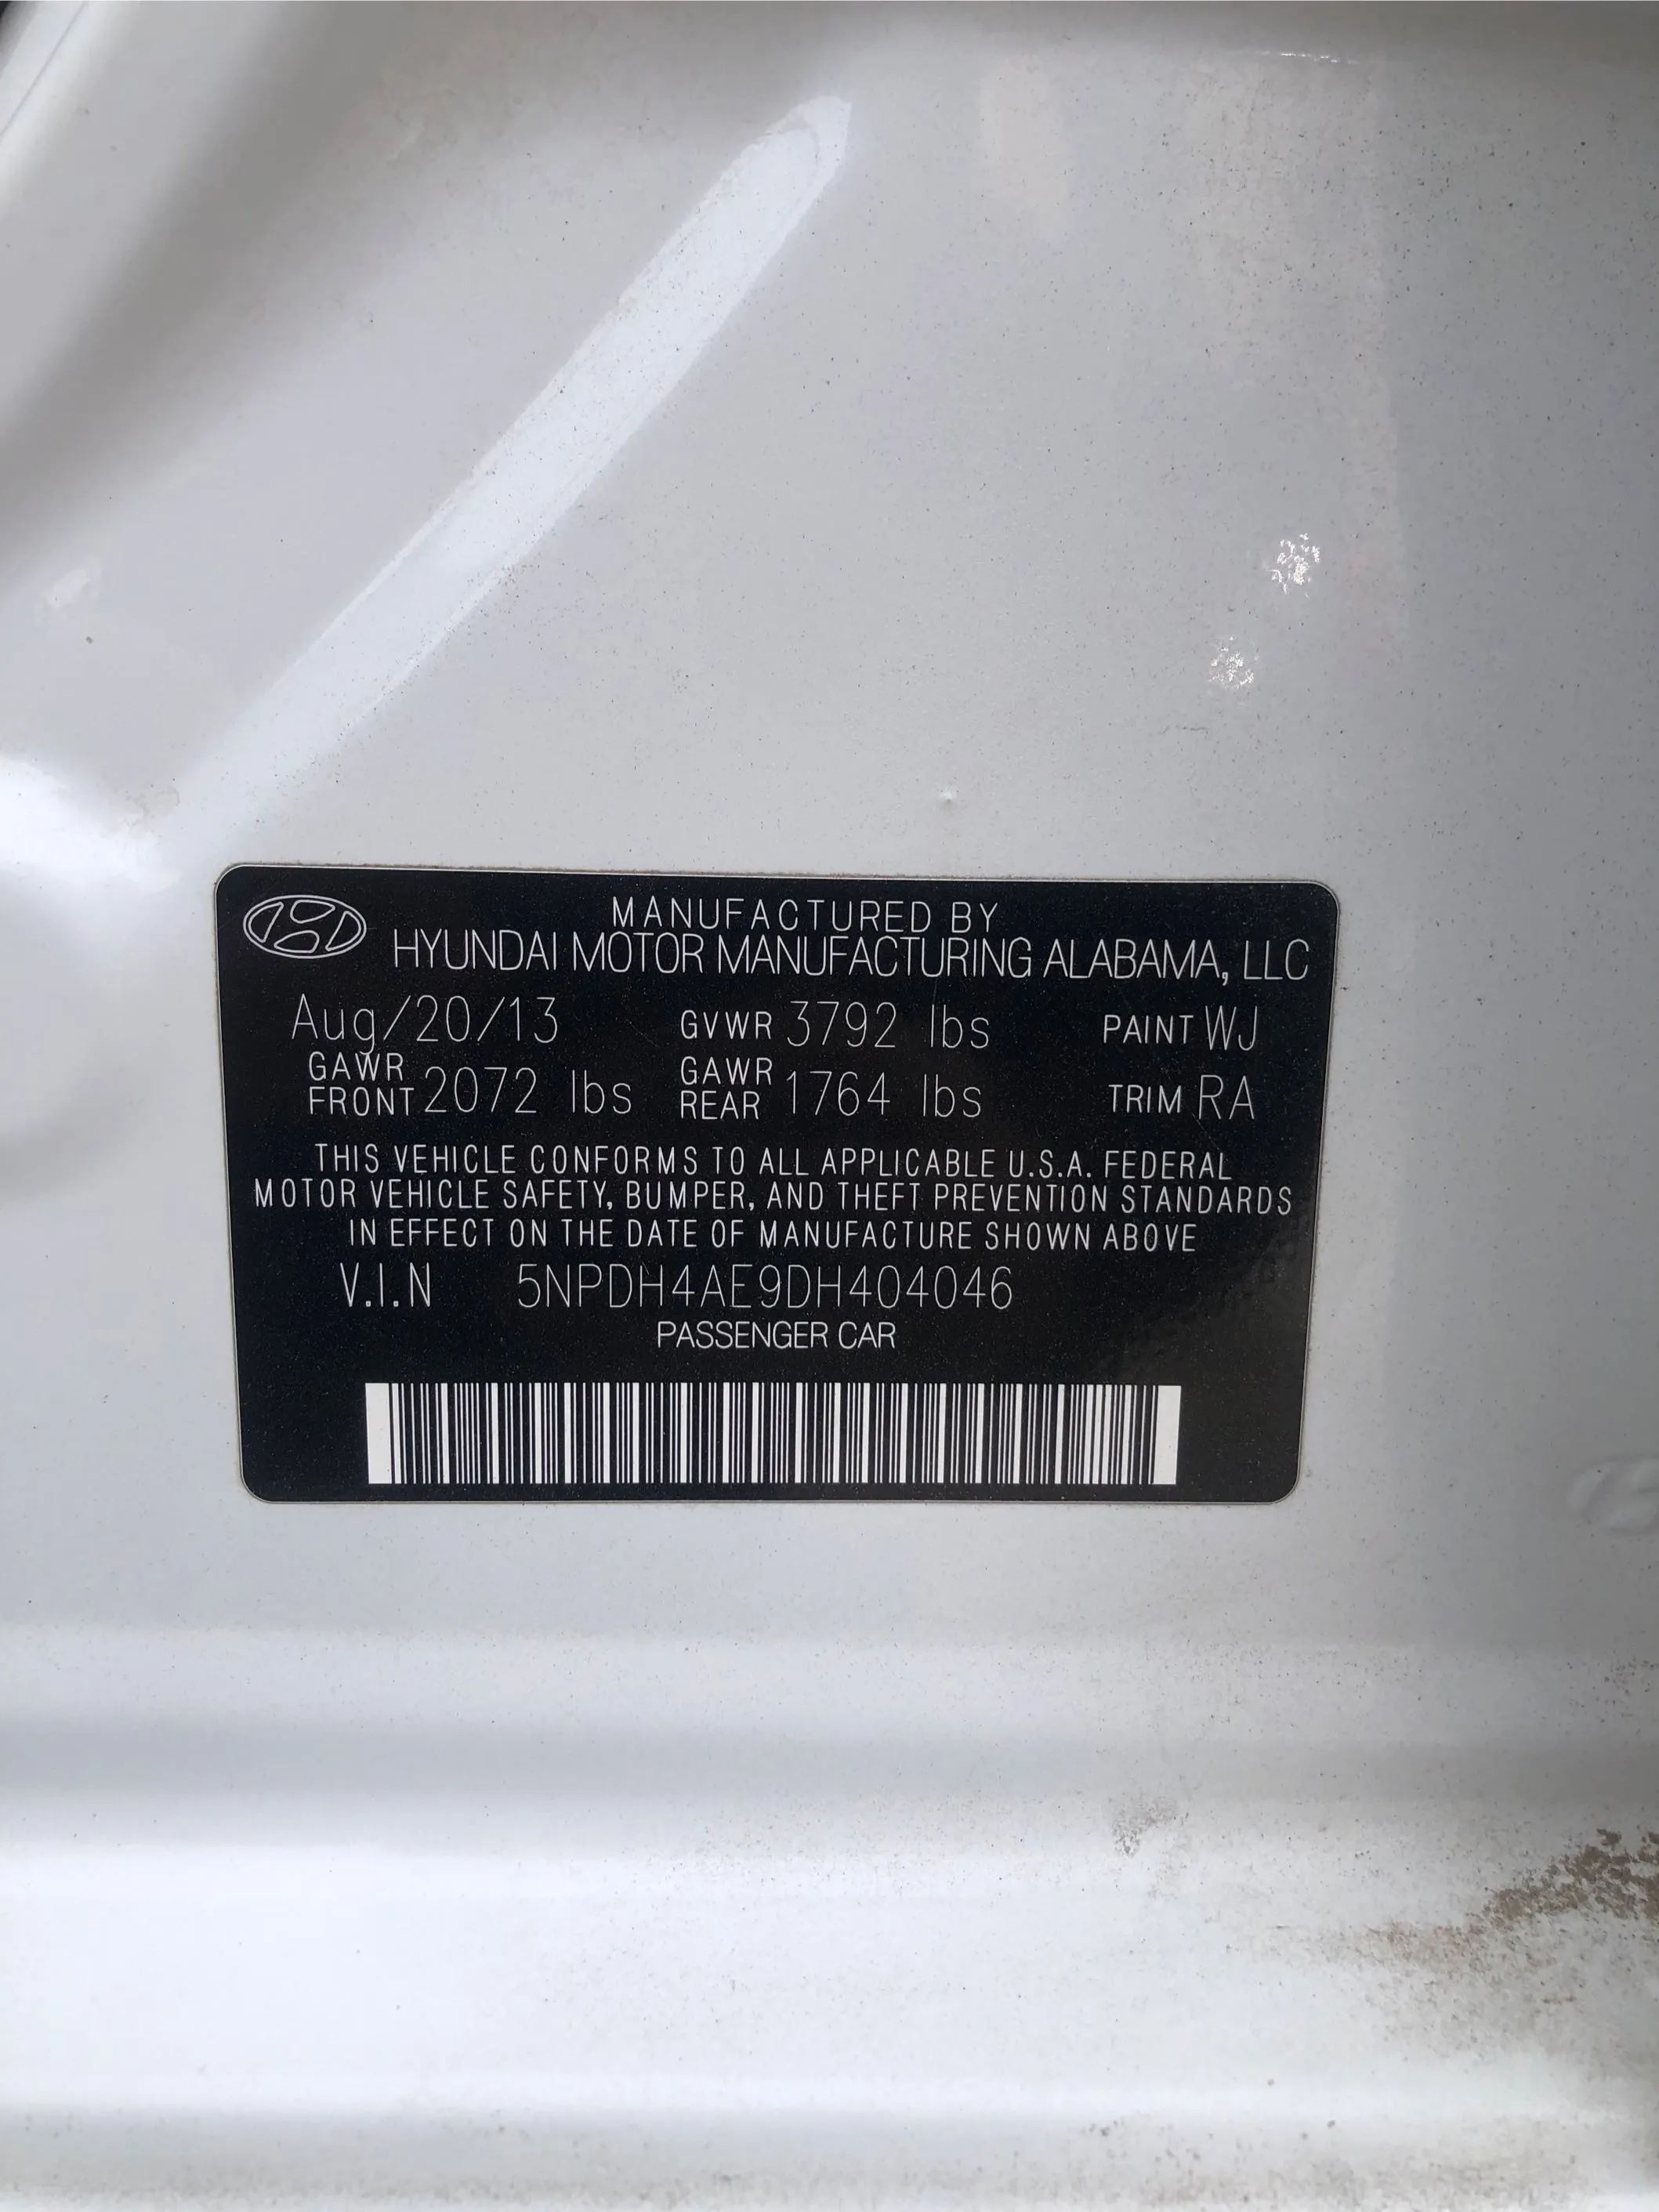 MANUFACTURED BY
HYUNDAI MOTOR MANUFACTURING ALABAMA, LLC
Aug/20/13 GVWR 3792 lbs PAINT WJ
GAWR FRONT 2072 lbs GAWR REAR 1764 lbs TRIM RA
THIS VEHICLE CONFORMS TO ALL APPLICABLE U.S.A. FEDERAL
MOTOR VEHICLE SAFETY, BUMPER, AND THEFT PREVENTION STANDARDS
IN EFFECT ON THE DATE OF MANUFACTURE SHOWN ABOVE
V.I.N 5NPDH4AE9DH404046
PASSENGER CAR